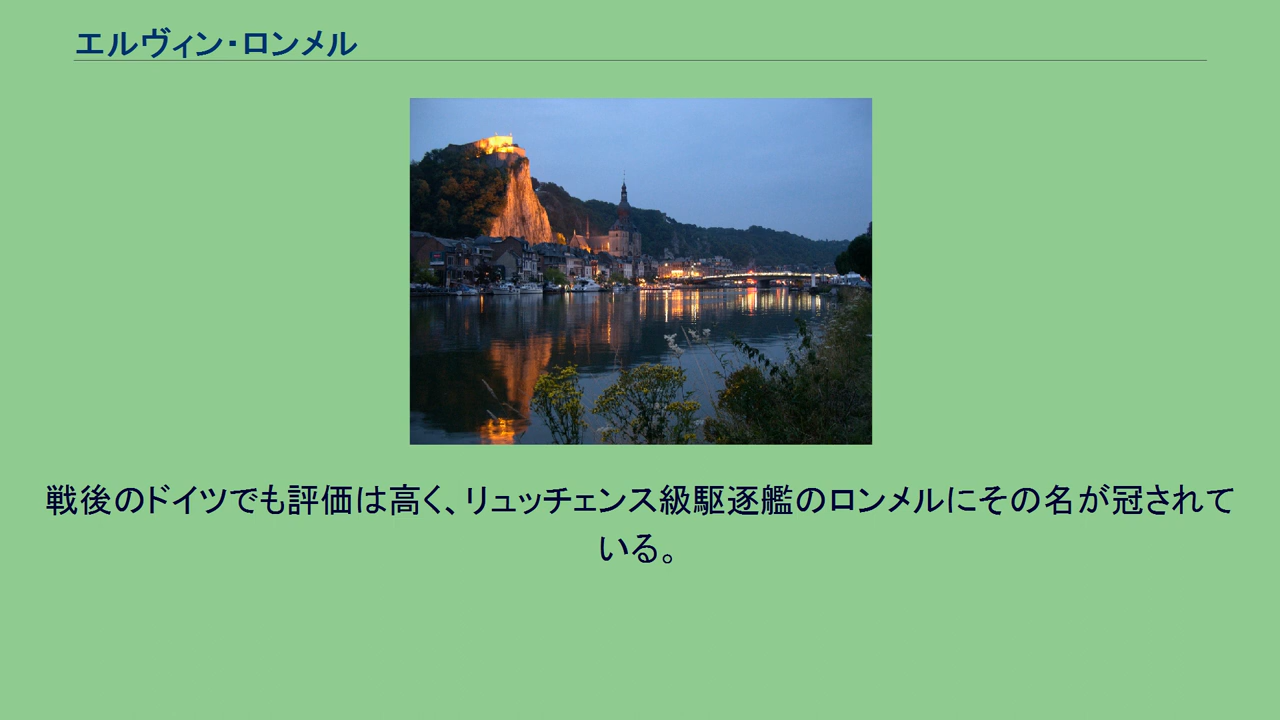 エルヴィン・ロンメル
戦後のドイツでも評価は高く、リュッチェンス級駆逐艦のロンメルにその名が冠されて
いる。